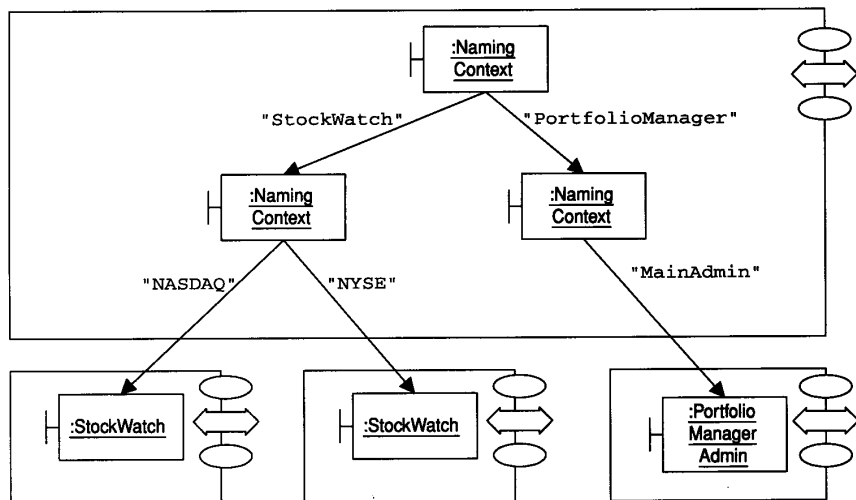 :Naming
Context
"StockWatch"
"PortfolioManager"
:Naming
Context
:Naming
Context
"NASDAQ"
"NYSE"
"MainAdmin"
:StockWatch
:StockWatch
:Portfolio
Manager
Admin